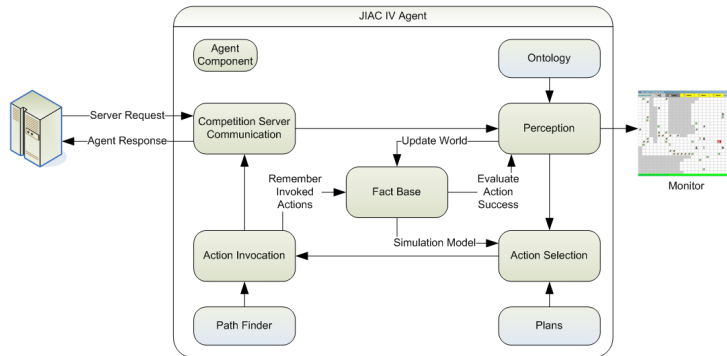 JIAC IV Agent
Agent
Component
Ontology
Server Request
Agent Response
Competition Server
Communication
Perception
Update World
Remember
Invoked
Actions
Fact Base
Evaluate
Action
Success
Monitor
Simulation Model
Action Invocation
Action Selection
Path Finder
Plans